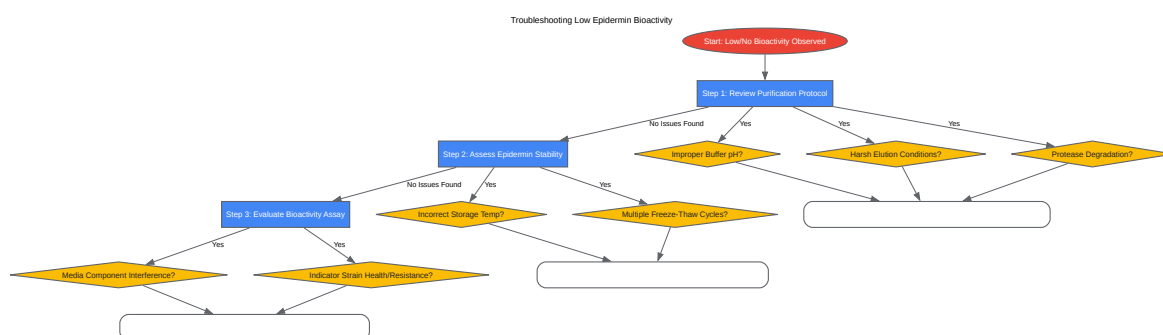 Troubleshooting Low Epidermin Bioactivity
Start: Low/No Bioactivity Observed
Step 1: Review Purification Protocol
No Issues Found
Yes
Yes
Yes
Step 2: Assess Epidermin Stability
Improper Buffer pH?
Harsh Elution Conditions?
Protease Degradation?
No Issues Found
Yes
Yes
Step 3: Evaluate Bioactivity Assay
Incorrect Storage Temp?
Multiple Freeze-Thaw Cycles?
Yes
Yes
Media Component Interference?
Indicator Strain Health/Resistance?